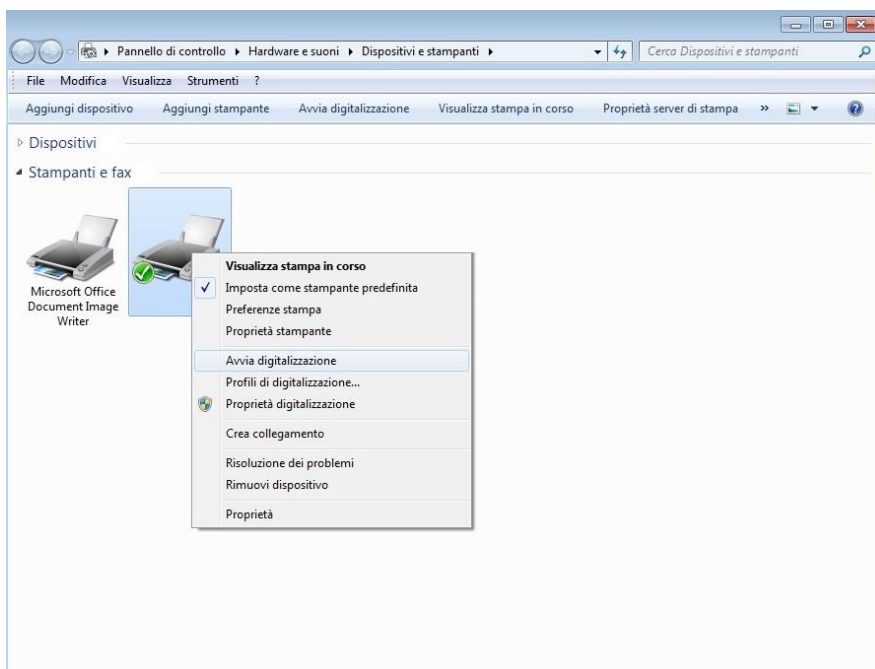 Pannello di controllo Hardware e suoni Dispositivi e stampanti Cerca Dispositivi e stampanti
File Modifica Visualizza Strumenti ?
Aggiungi dispositivo Aggiungi stampante Avvia digitalizzazione Visualizza stampa in corso Proprietà server di stampa »
Dispositivi
Stampanti e fax
Microsoft Office
Document Image
Writer
Visualizza stampa in corso
Imposta come stampante predefinita
Preferenze stampa
Proprietà stampante
Avvia digitalizzazione
Profili di digitalizzazione...
Proprietà digitalizzazione
Crea collegamento
Risoluzione dei problemi
Rimuovi dispositivo
Proprietà